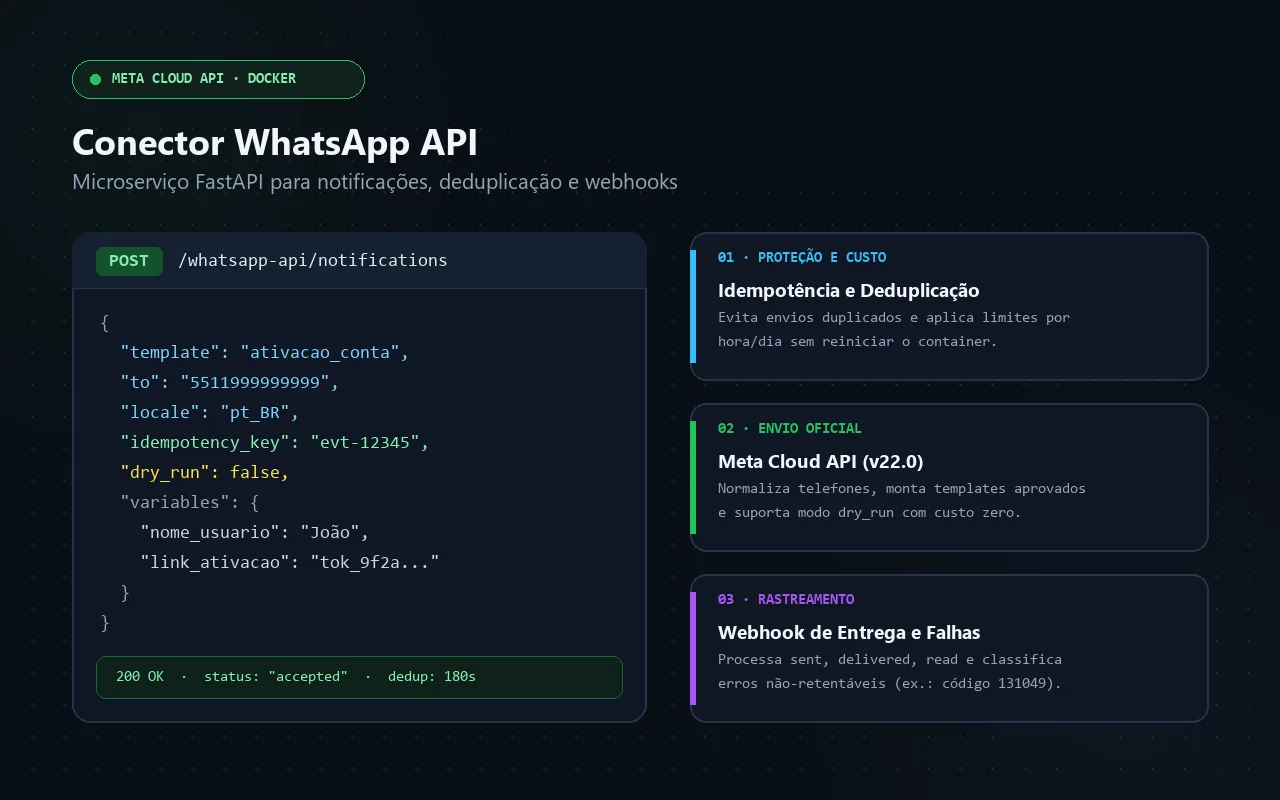 META CLOUD API · DOCKER
Conector WhatsApp API
Microserviço FastAPI para notificações, deduplicação e webhooks
POST /whatsapp-api/notifications
{
"template": "ativacao_conta",
"to": "5511999999999",
"locale": "pt_BR",
"idempotency_key": "evt-12345",
"dry_run": false,
"variables": {
"nome_usuario": "João",
"link_ativacao": "tok_9f2a..."
}
}
200 OK · status: "accepted" · dedup: 180s
01 · PROTEÇÃO E CUSTO
Idempotência e Deduplicação
Evita envios duplicados e aplica limites por
hora/dia sem reiniciar o container.
02 · ENVIO OFICIAL
Meta Cloud API (v22.0)
Normaliza telefones, monta templates aprovados
e suporta modo dry_run com custo zero.
03 · RASTREAMENTO
Webhook de Entrega e Falhas
Processa sent, delivered, read e classifica
erros não-retentáveis (ex.: código 131049).